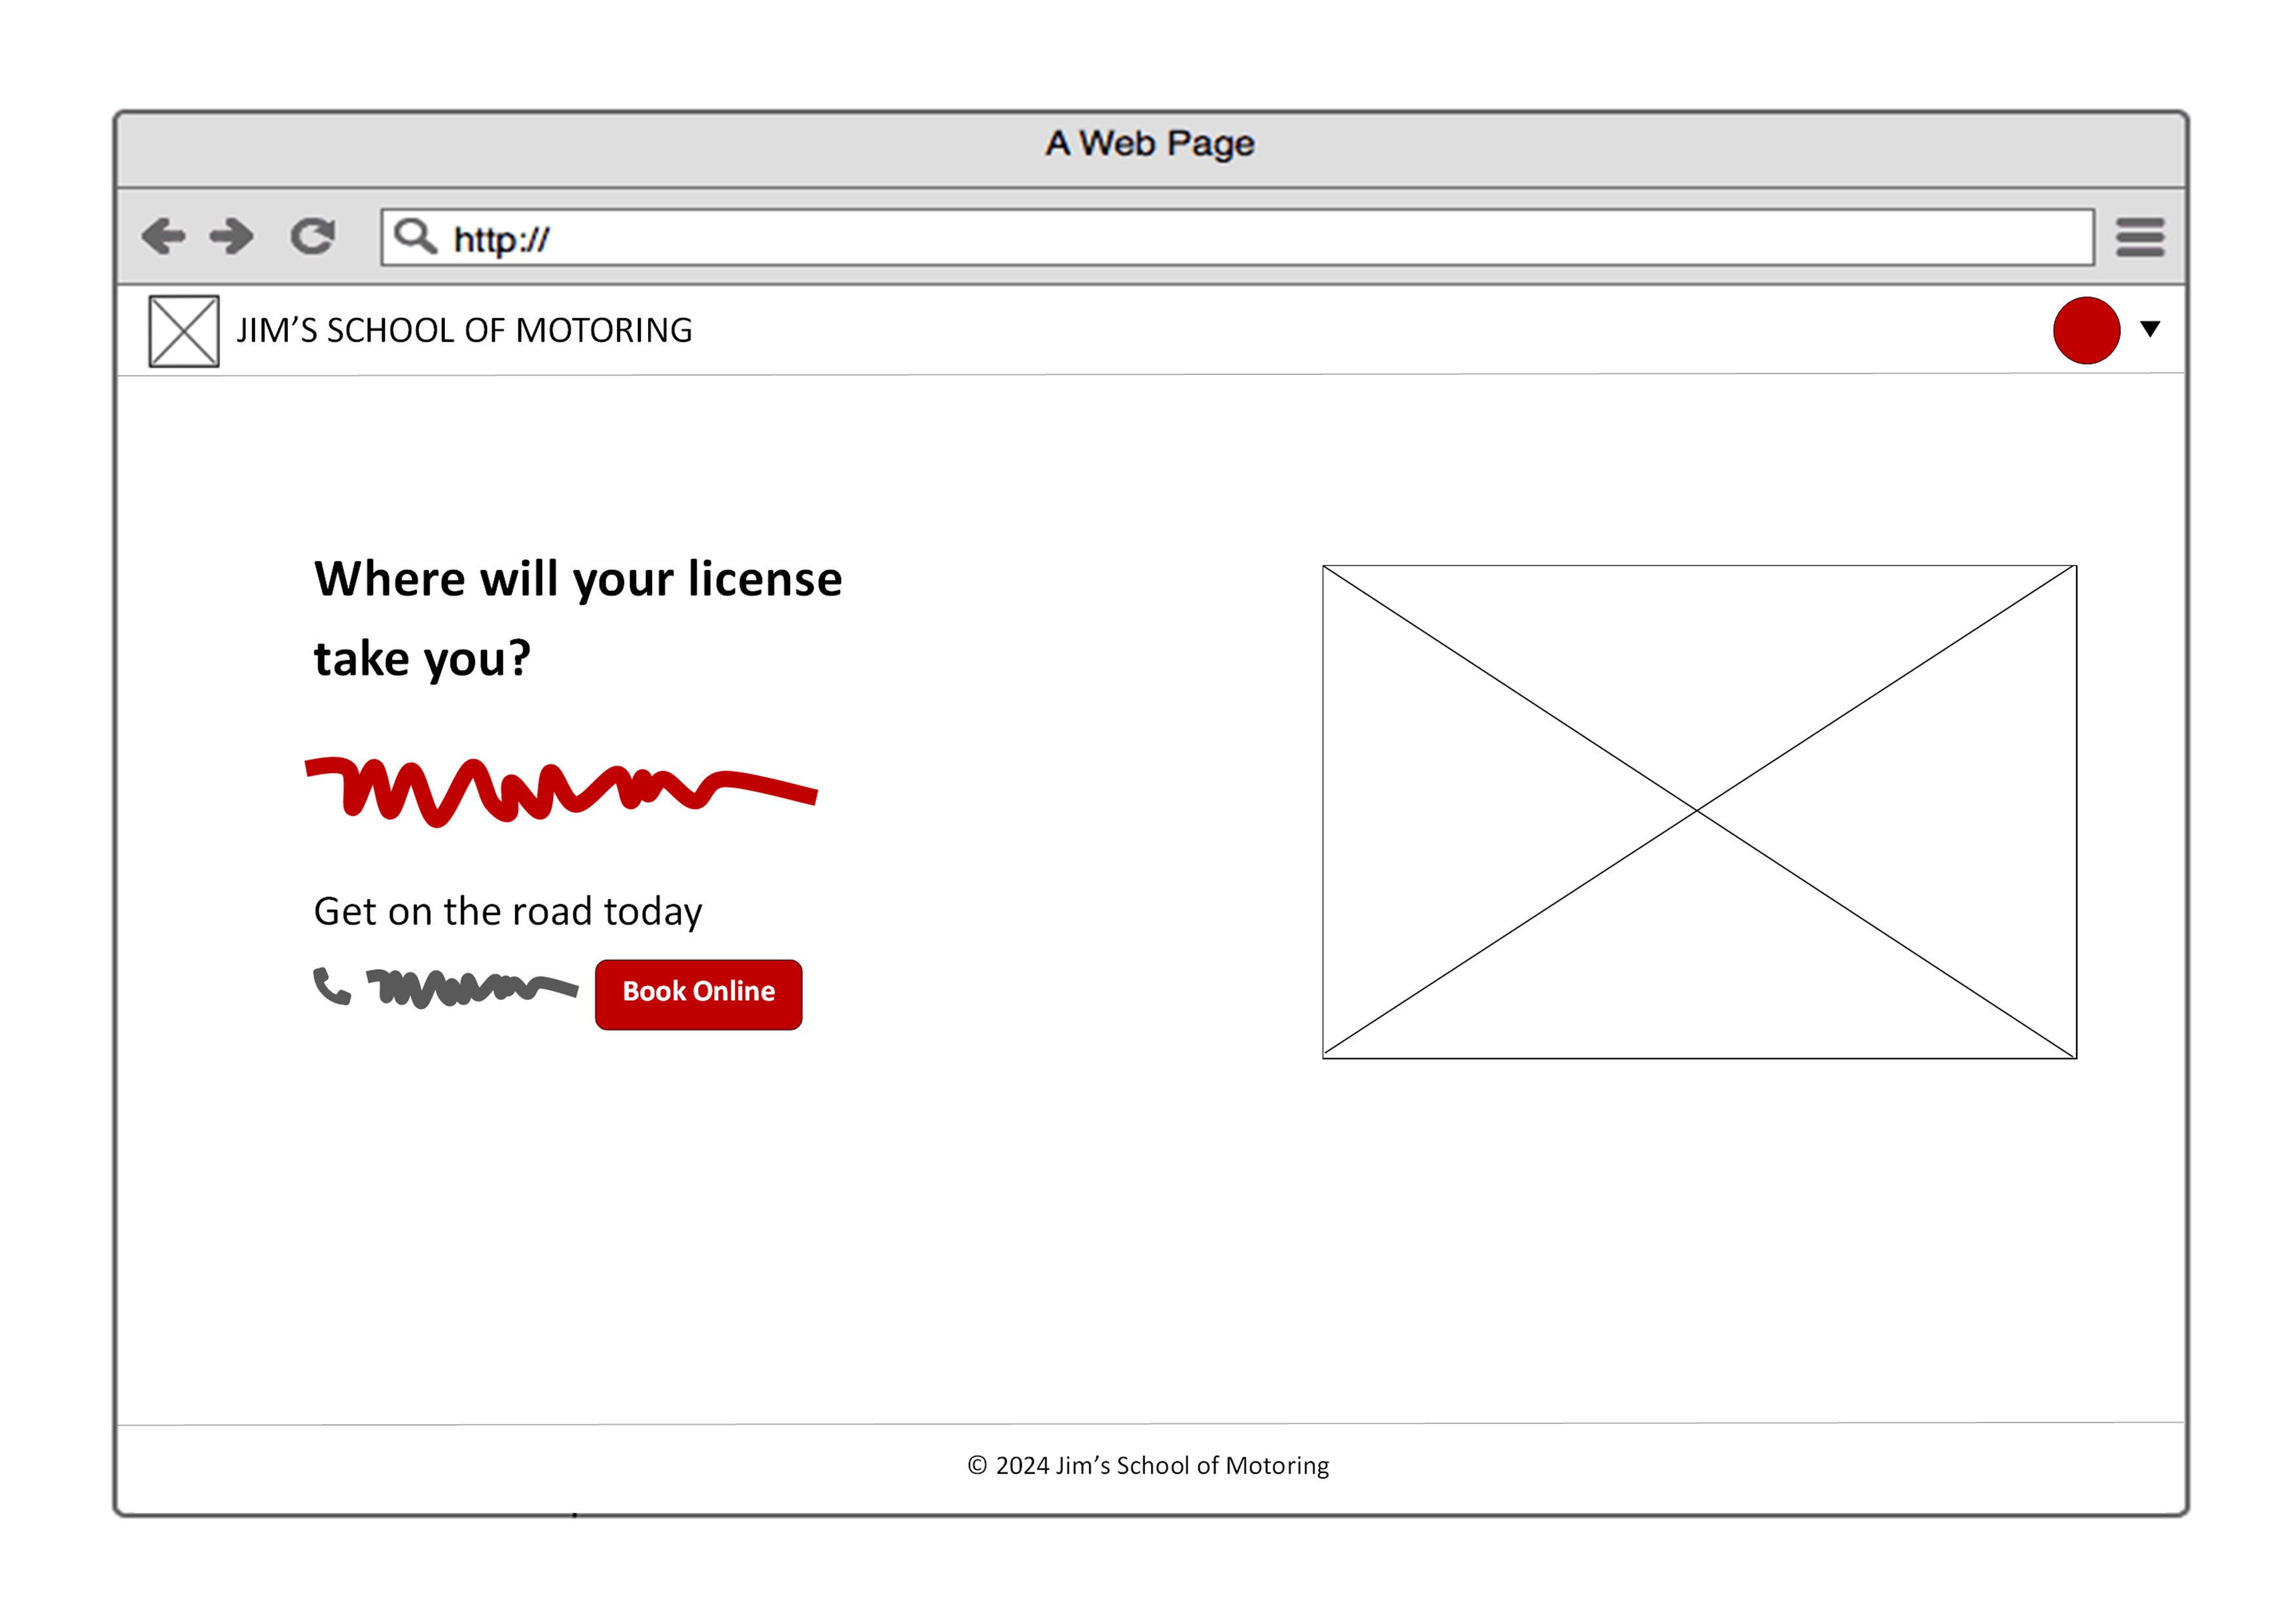 A Web Page
http://
JIM’S SCHOOL OF MOTORING
Where will your license
take you?
Get on the road today
Book Online
© 2024 Jim’s School of Motoring